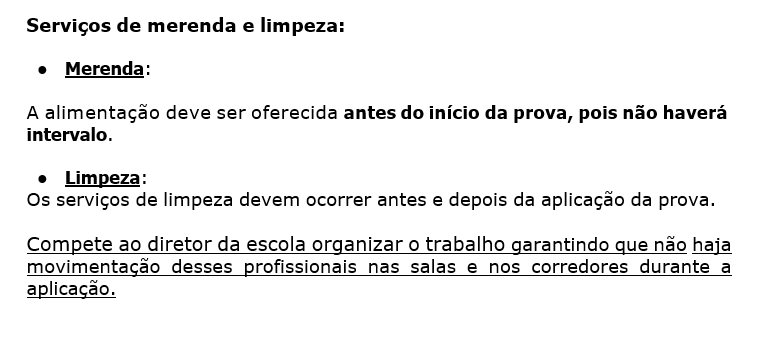 Serviços de merenda e limpeza:
● Merenda:
A alimentação deve ser oferecida antes do início da prova, pois não haverá
intervalo.
● Limpeza:
Os serviços de limpeza devem ocorrer antes e depois da aplicação da prova.
Compete ao diretor da escola organizar o trabalho garantindo que não haja
movimentação desses profissionais nas salas e nos corredores durante a
aplicação.